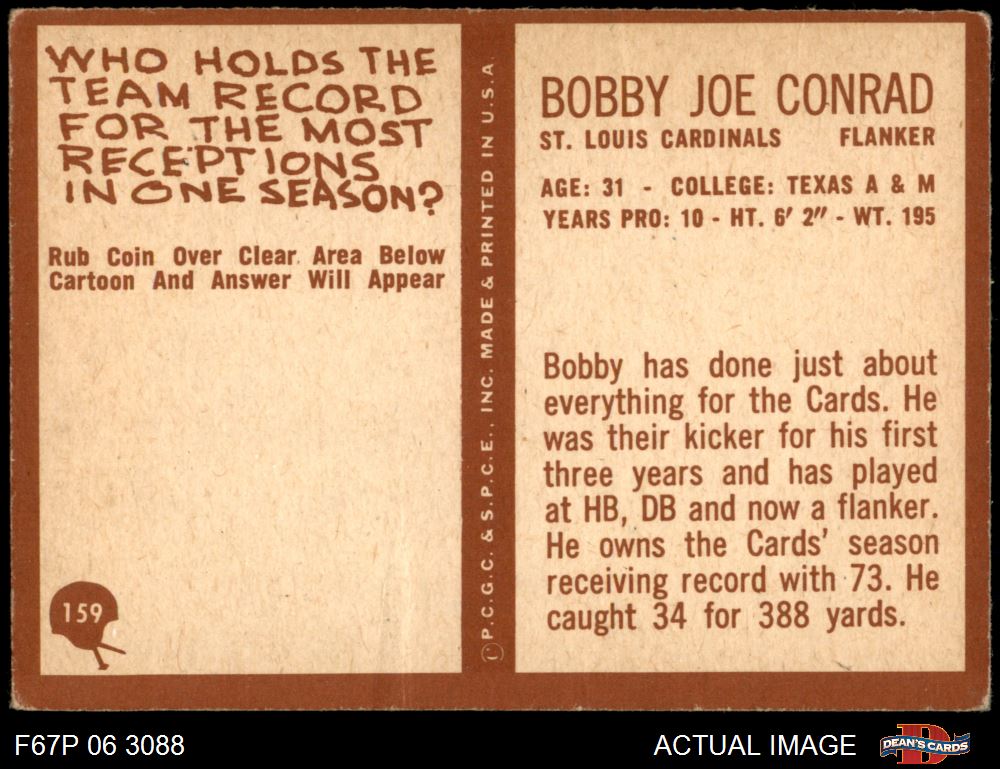 WHO HOLDS THE
TEAM RECORD
FOR THE MOST
RECEPTIONS
IN ONE SEASON?
Rub Coin Over Clear Area Below
Cartoon And Answer Will Appear
159
©P.C.G.C. & S.P.C.E., INC. MADE & PRINTED IN U.S.A.
BOBBY JOE CONRAD
ST. LOUIS CARDINALS FLANKER
AGE: 31 - COLLEGE: TEXAS A & M
YEARS PRO: 10 - HT. 6' 2" - WT. 195
Bobby has done just about
everything for the Cards. He
was their kicker for his first
three years and has played
at HB, DB and now a flanker.
He owns the Cards' season
receiving record with 73. He
caught 34 for 388 yards.
F67P 06 3088
ACTUAL IMAGE
DEAN'S CARDS